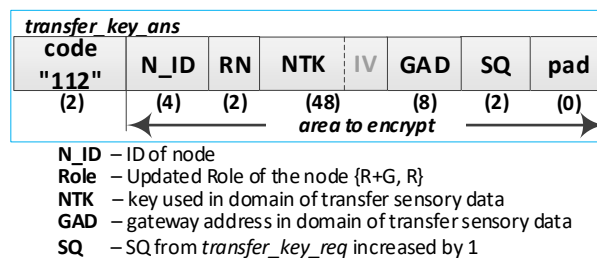 transfer_key_ans
code "112" N_ID RN NTK IV GAD SQ pad
(2) (4) (2) (48) (8) (2) (0)
area to encrypt
N_ID – ID of node
Role – Updated Role of the node {R+G, R}
NTK – key used in domain of transfer sensory data
GAD – gateway address in domain of transfer sensory data
SQ – SQ from transfer_key_req increased by 1